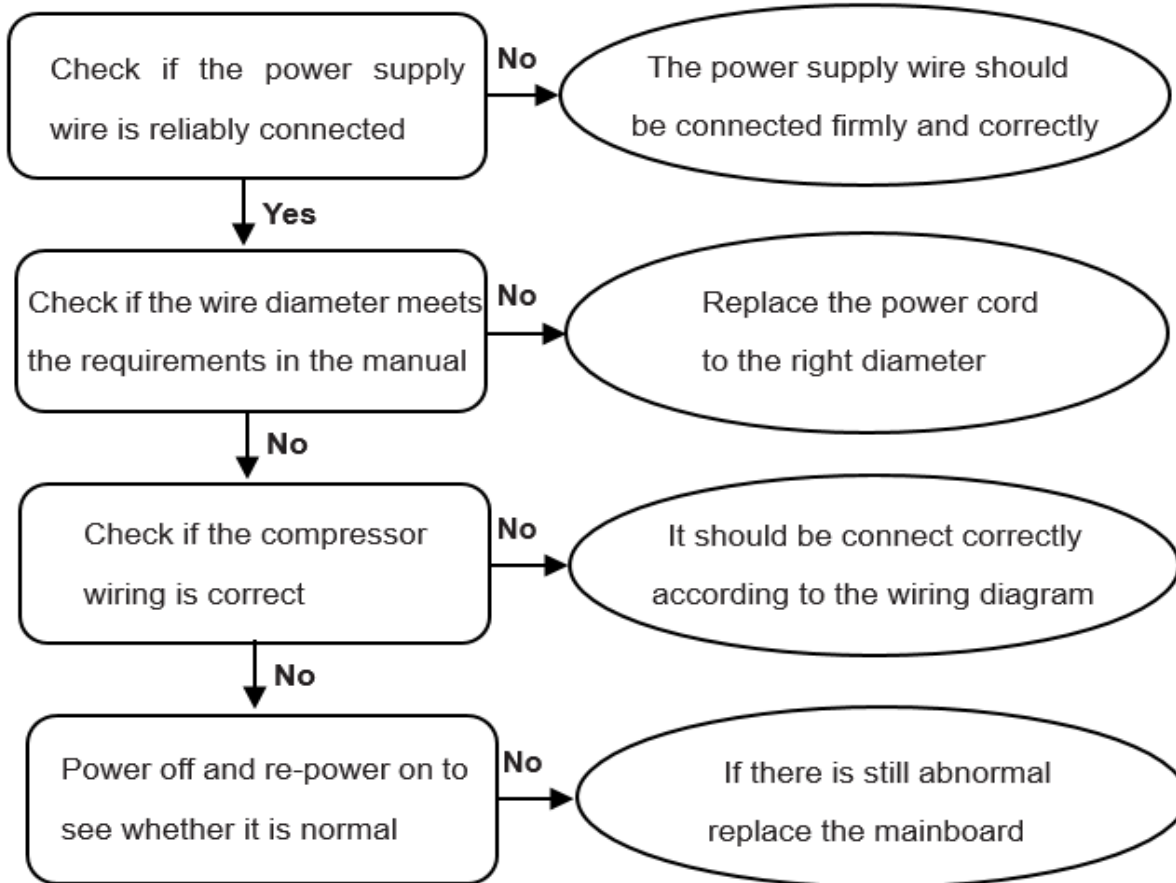 Check if the power supply
wire is reliably connected
No
The power supply wire should
be connected firmly and correctly
Yes
Check if the wire diameter meets
the requirements in the manual
No
Replace the power cord
to the right diameter
No
Check if the compressor
wiring is correct
No
It should be connect correctly
according to the wiring diagram
No
Power off and re-power on to
see whether it is normal
No
If there is still abnormal
replace the mainboard